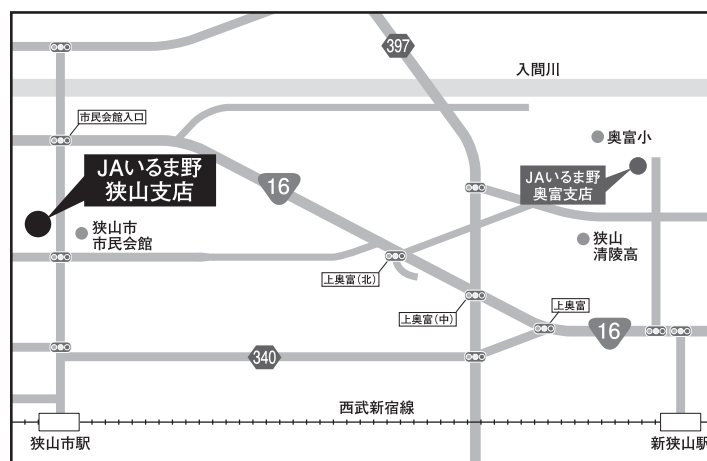 397
入間川
市民会館入口
奥富小
JAいるま野
狭山支店
JAいるま野
奥富支店
16
狭山市
市民会館
狭山
清陵高
上奥富(北)
上奥富(中)
上奥富
16
340
西武新宿線
狭山市駅
新狭山駅